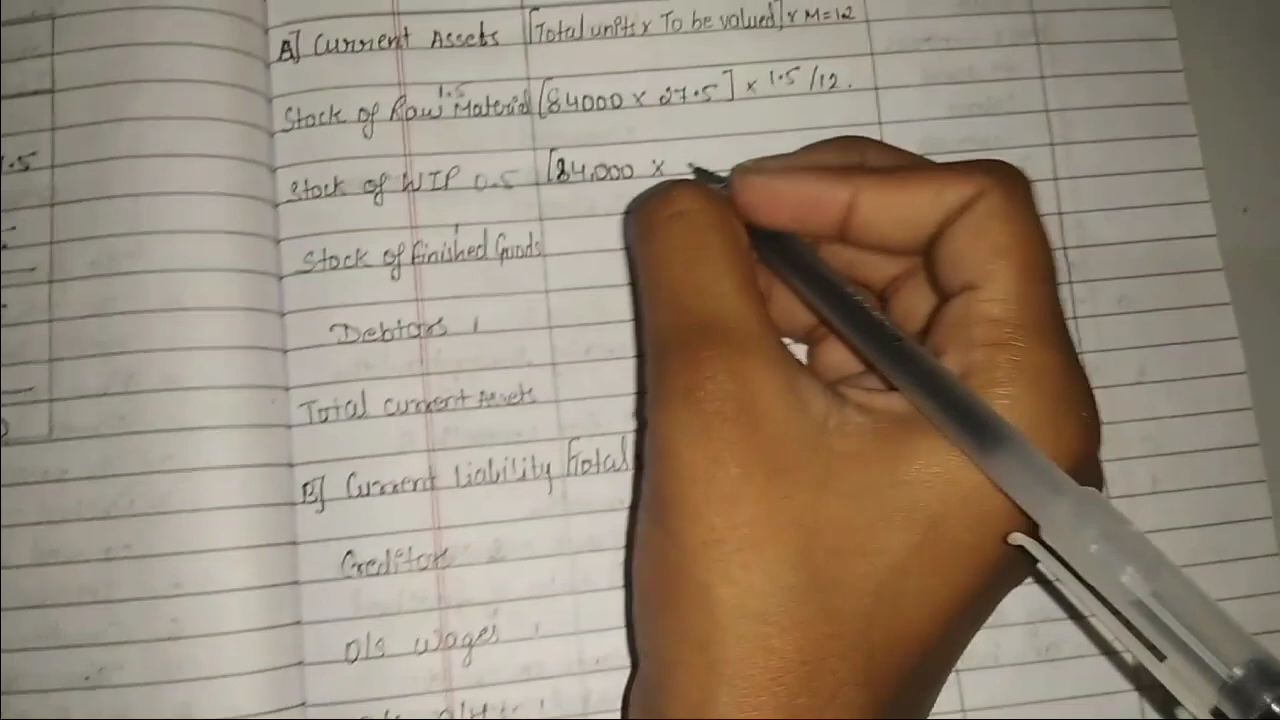 A] Current Assets [Total units x To be valued] x M=12
Stock of Raw Material 1.5 [84000 x 27.5] x 1.5/12.
Stock of WIP 0.5 [84,000 x
Stock of Finished Goods 1
Debtors 1
Total current Assets
B] Current Liability [Total
Creditors
O/s wages